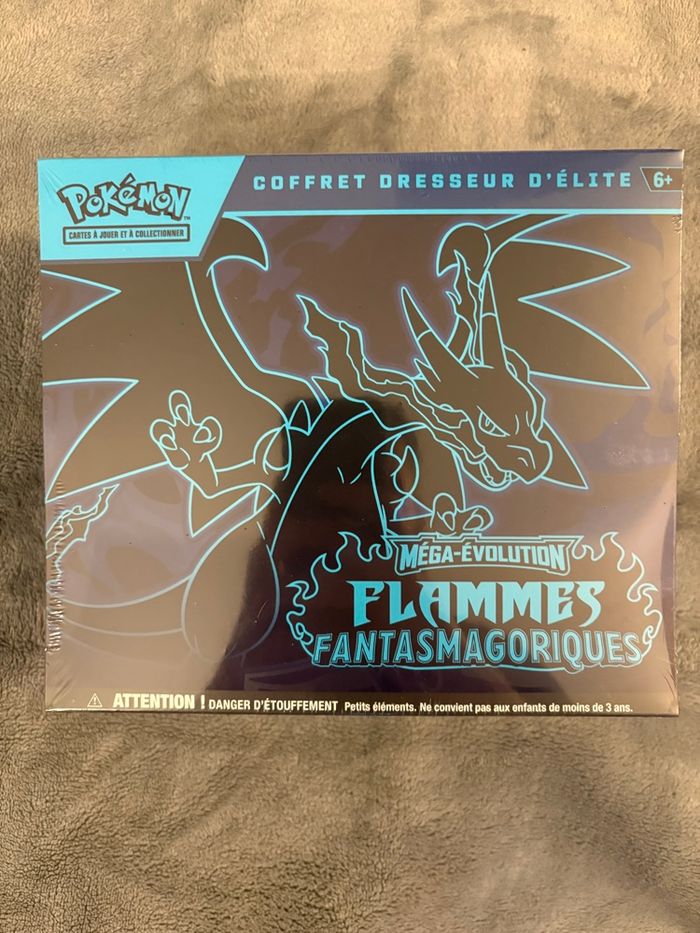 POKÉMON
TM
CARTES À JOUER ET À COLLECTIONNER
COFFRET DRESSEUR D'ÉLITE
6+
MÉGA-ÉVOLUTION
FLAMMES
FANTASMAGORIQUES
ATTENTION ! DANGER D'ÉTOUFFEMENT Petits éléments. Ne convient pas aux enfants de moins de 3 ans.